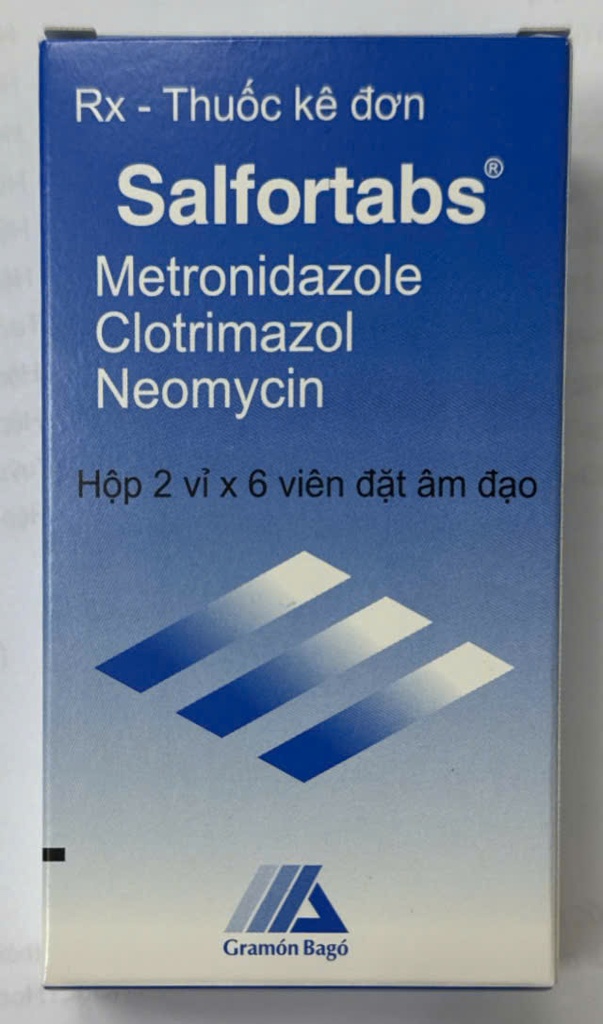 Rx - Thuốc kê đơn
Salfortabs®
Metronidazole
Clotrimazol
Neomycin
Hộp 2 vỉ x 6 viên đặt âm đạo
Gramón Bagó